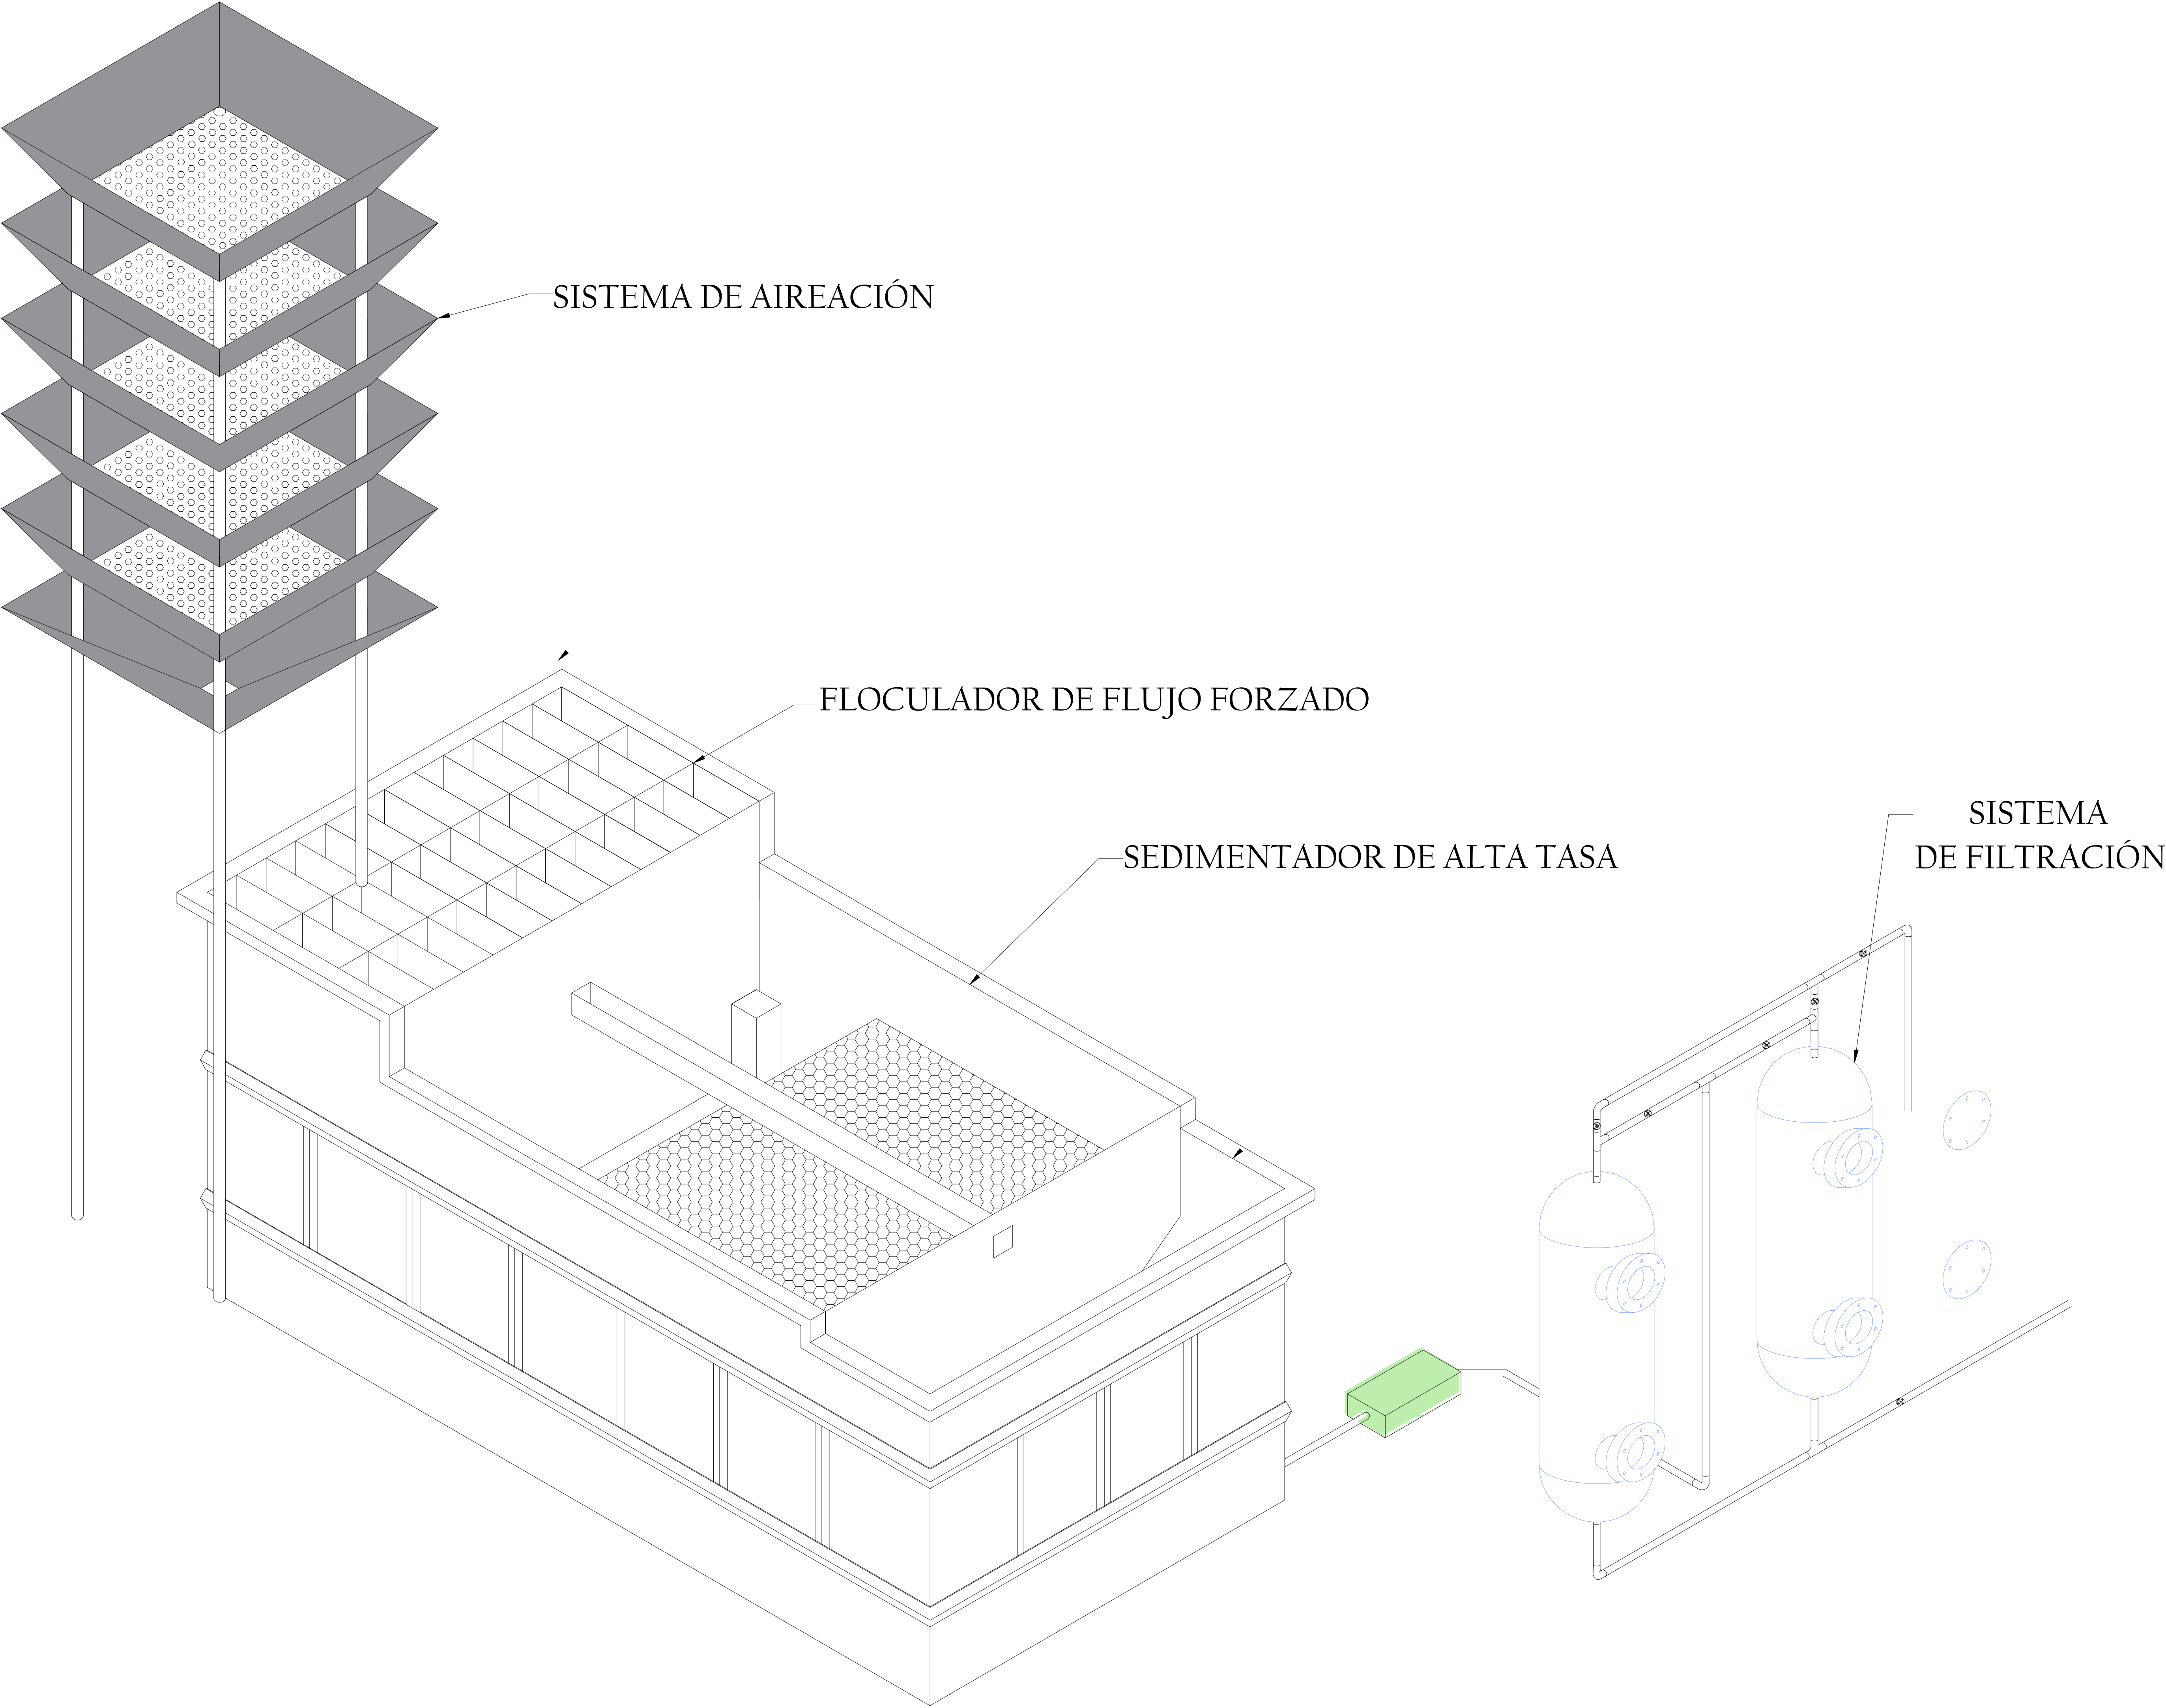 SISTEMA DE AIREACIÓN
FLOCULADOR DE FLUJO FORZADO
SEDIMENTADOR DE ALTA TASA
SISTEMA
DE FILTRACIÓN